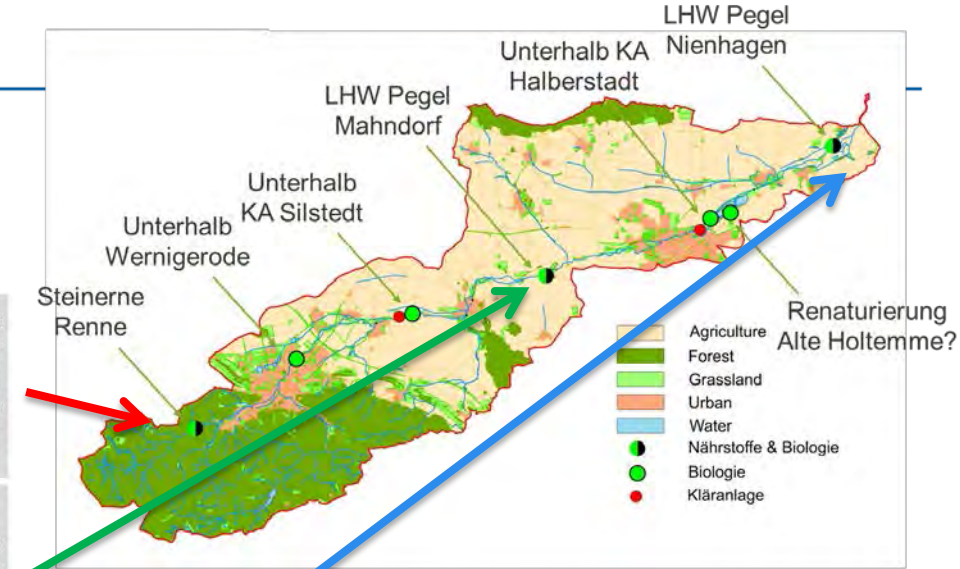 LHW Pegel
Nienhagen
Unterhalb KA
Halberstadt
LHW Pegel
Mahndorf
Unterhalb
KA Silstedt
Unterhalb
Wernigerode
Steinerne
Renne
Renaturierung
Alte Holtemme?
Agriculture
Forest
Grassland
Urban
Water
Nährstoffe & Biologie
Biologie
Kläranlage